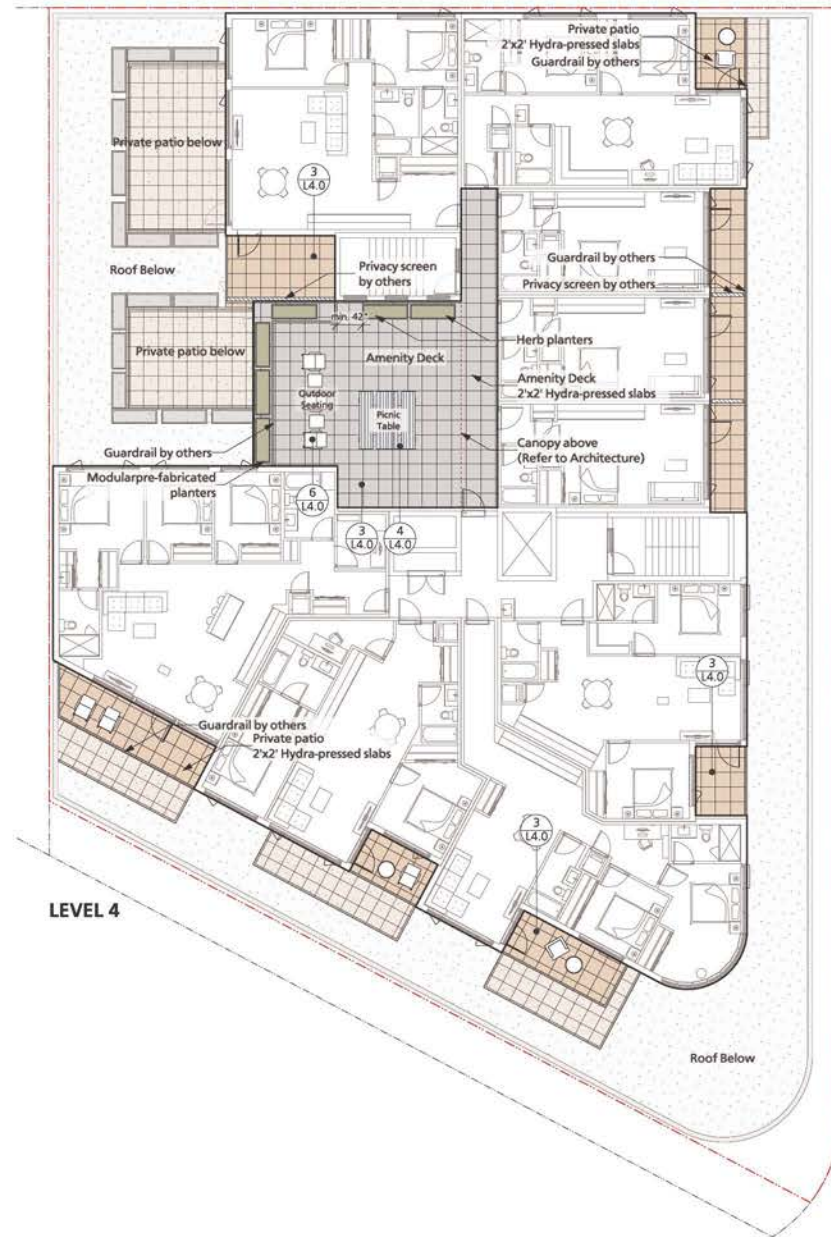 Private patio
2'x2' Hydra-pressed slabs
Guardrail by others
Private patio below
3
L4.0
Roof Below
Privacy screen
by others
Guardrail by others
Privacy screen by others
min. 42"
Herb planters
Private patio below
Amenity Deck
Amenity Deck
2'x2' Hydra-pressed slabs
Outdoor
Seating
Picnic
Table
Canopy above
(Refer to Architecture)
Guardrail by others
Modularpre-fabricated
planters
6
L4.0
3
L4.0
4
L4.0
3
L4.0
Guardrail by others
Private patio
2'x2' Hydra-pressed slabs
3
L4.0
LEVEL 4
Roof Below